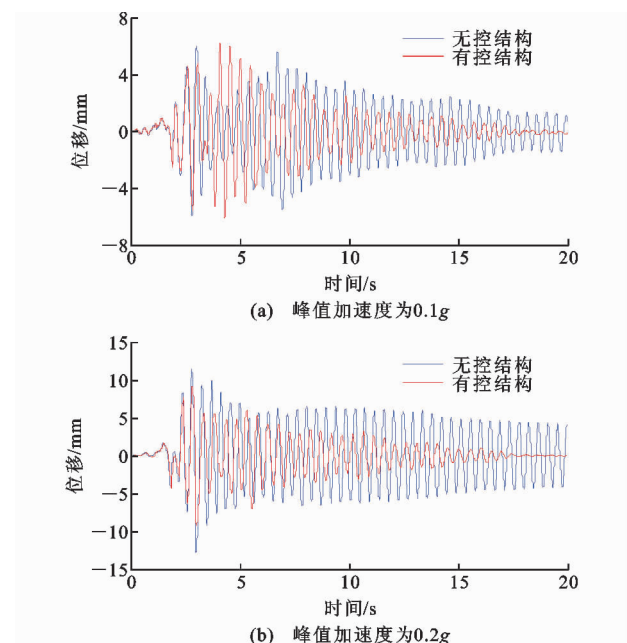 8
4
0
−4
−8
位移/mm
无控结构
有控结构
0 5 10 15 20
时间/s
(a) 峰值加速度为0.1g
15
10
5
0
−5
−10
−15
位移/mm
无控结构
有控结构
0 5 10 15 20
时间/s
(b) 峰值加速度为0.2g